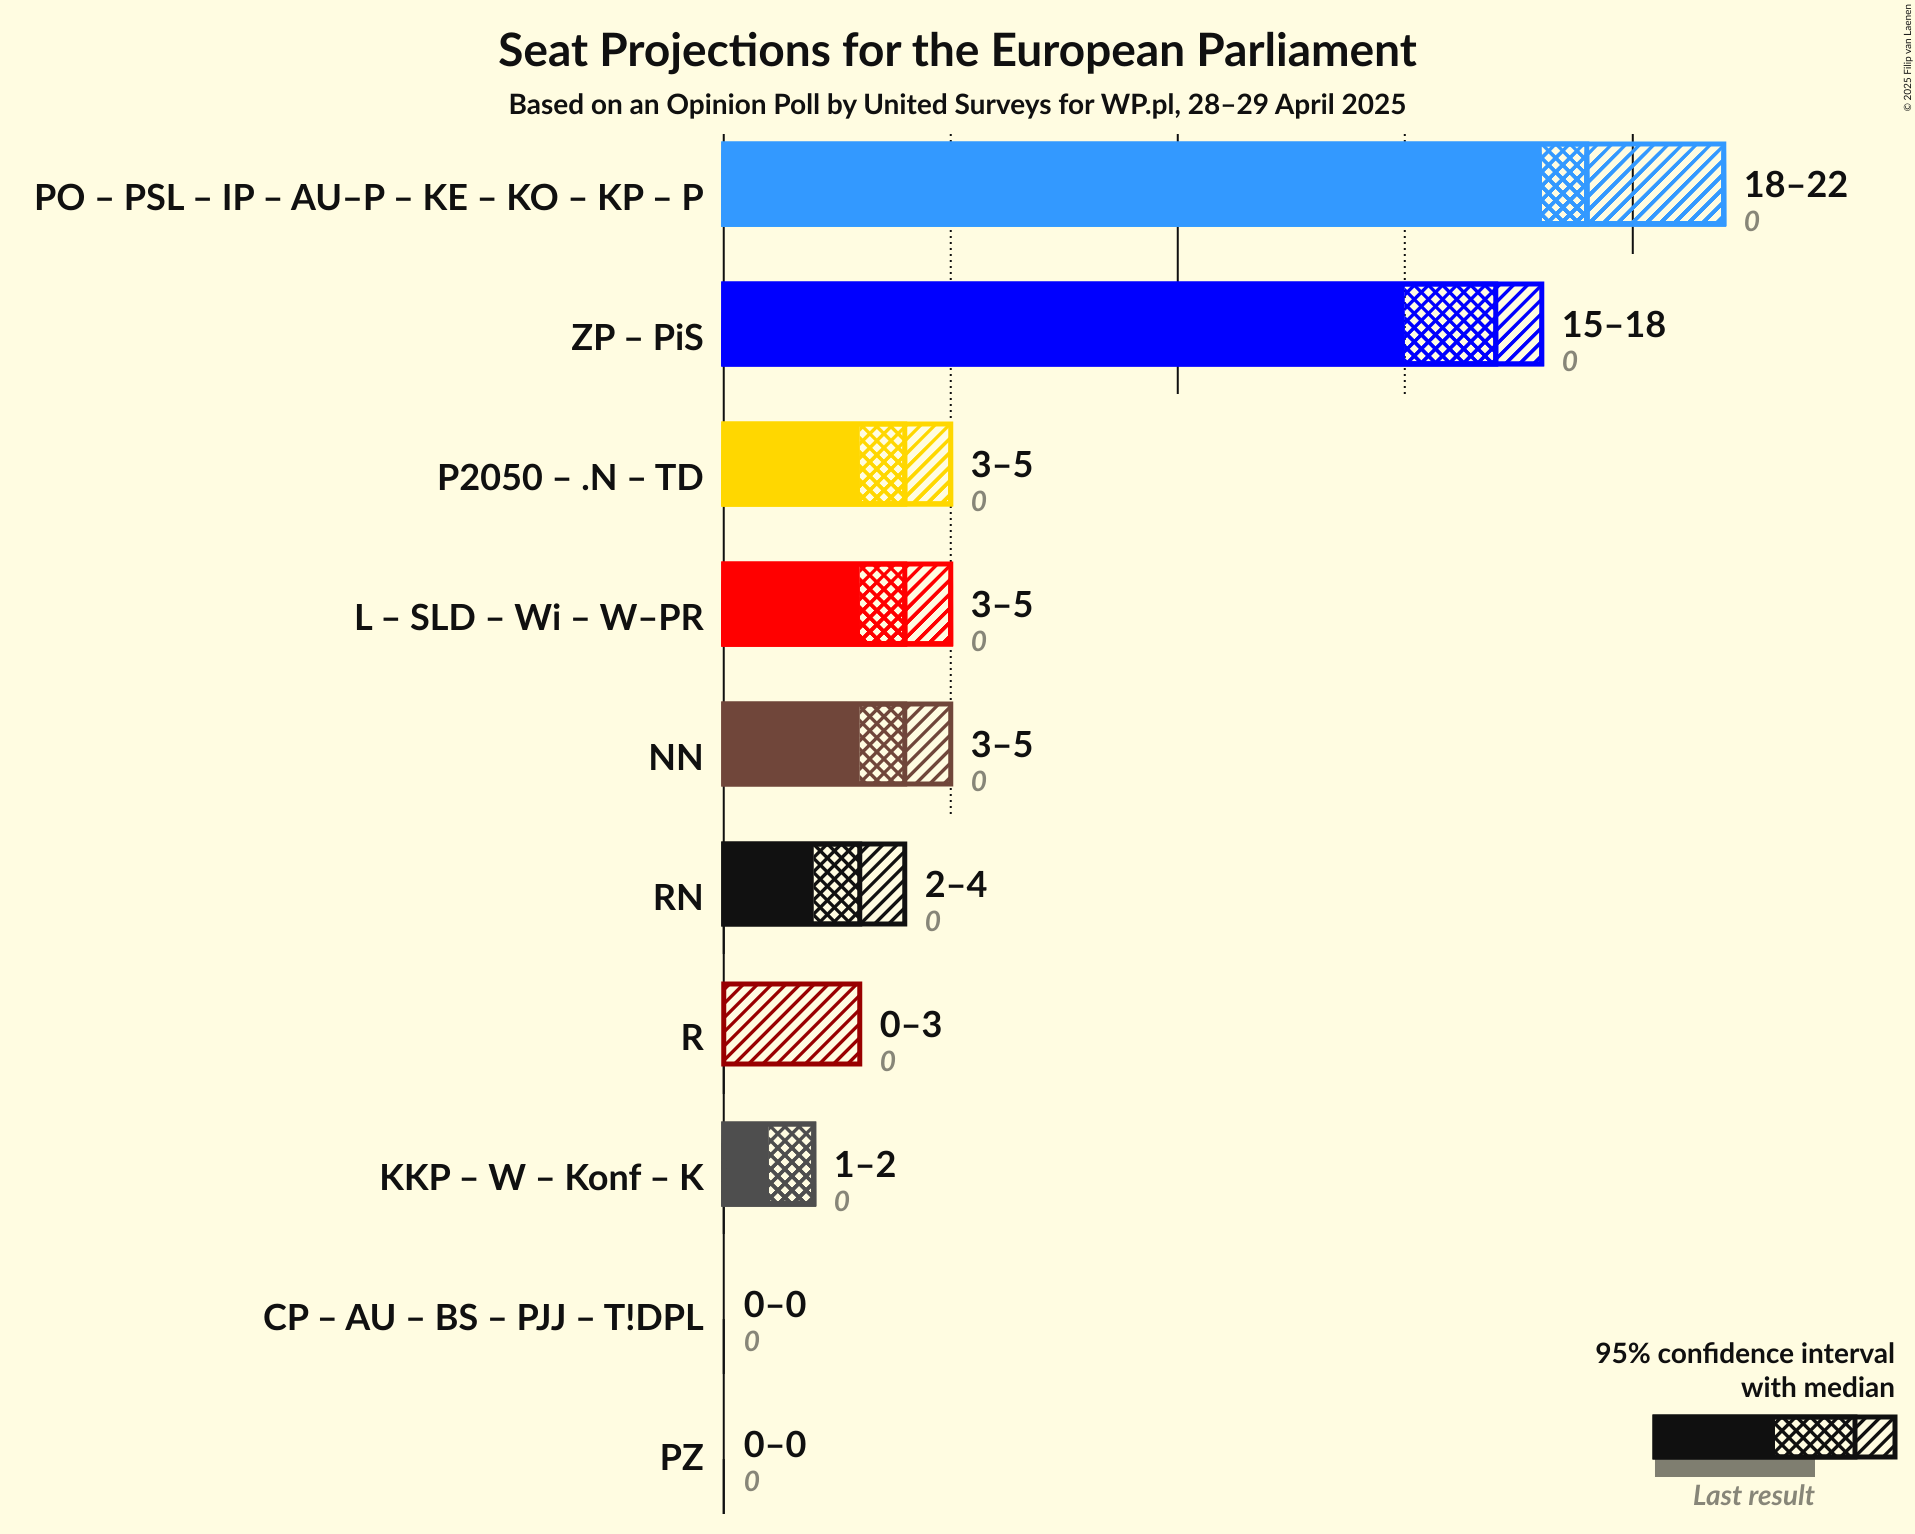 Seat Projections for the European Parliament
Based on an Opinion Poll by United Surveys for WP.pl, 28–29 April 2025
© 2025 Filip van Laenen
PO – PSL – IP – AU–P – KE – KO – KP – P
18–22
0
ZP – PiS
15–18
0
P2050 – .N – TD
3–5
0
L – SLD – Wi – W–PR
3–5
0
NN
3–5
0
RN
2–4
0
R
0–3
0
KKP – W – Konf – K
1–2
0
CP – AU – BS – PJJ – T!DPL
0–0
0
PZ
0–0
0
95% confidence interval
with median
Last result